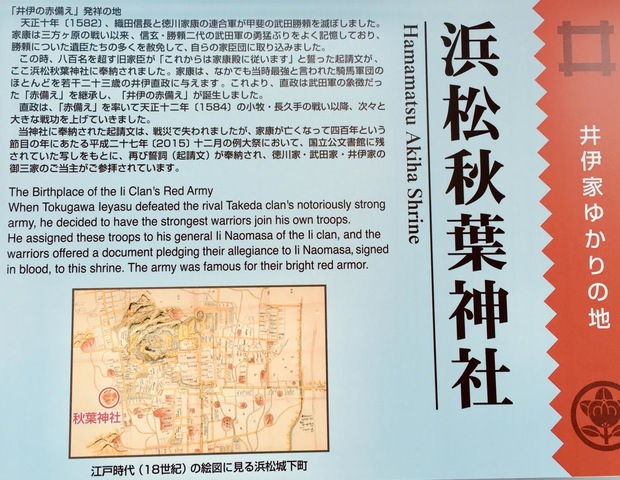 「井伊の赤備え」発祥の地
天正十年（1582）、織田信長と徳川家康の連合軍が甲斐の武田勝頼を滅ぼしました。
家康は三方ヶ原の戦い以来、信玄・勝頼二代の武田軍の勇猛ぶりをよく記憶しており、
勝頼についた遺臣たちの多くを赦免して、自らの家臣団に取り込みました。
この時、八百名を超す旧家臣が「これからは家康殿に従います」と誓った起請文が、
ここ浜松秋葉神社に奉納されました。家康は、なかでも当時最強と言われた騎馬軍団の
ほとんどを若干二十三歳の井伊直政に与えます。これより、直政は武田軍の象徴だっ
た「赤備え」を継承し、「井伊の赤備え」が誕生しました。
直政は、「赤備え」を率いて天正十二年（1584）の小牧・長久手の戦い以降、次々と
大きな戦功を上げていきました。
当神社に奉納された起請文は、戦災で失われましたが、家康が亡くなって四百年という
節目の年にあたる平成二十七年（2015）十二月の例大祭において、国立公文書館に残
されていた写しをもとに、再び誓詞（起請文）が奉納され、徳川家・武田家・井伊家の
御三家のご当主がご参拝されています。
The Birthplace of the Ii Clan's Red Army
When Tokugawa Ieyasu defeated the rival Takeda clan's notoriously strong
army, he decided to have the strongest warriors join his own troops.
He assigned these troops to his general Ii Naomasa of the Ii clan, and the
warriors offered a document pledging their allegiance to Ii Naomasa, signed
in blood, to this shrine. The army was famous for their bright red armor.
秋葉神社
江戸時代（18世紀）の絵図に見る浜松城下町
Hamamatsu Akiha Shrine
浜松秋葉神社
井伊家ゆかりの地